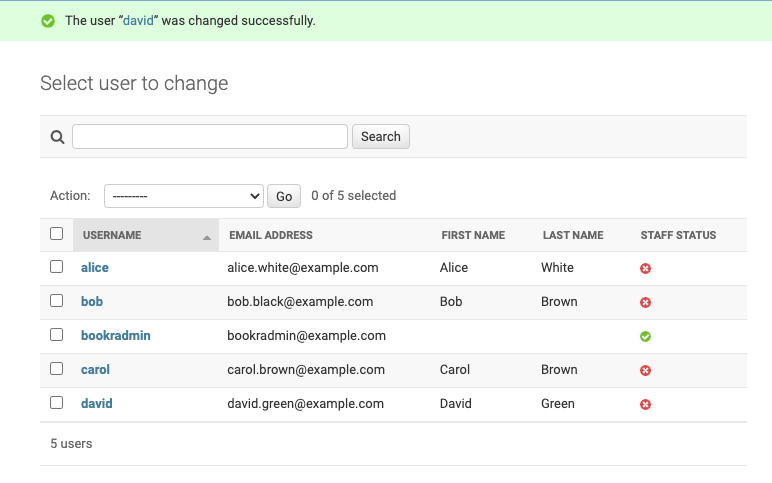 The user “david” was changed successfully.
Select user to change
Search
Action: --------- Go 0 of 5 selected
USERNAME EMAIL ADDRESS FIRST NAME LAST NAME STAFF STATUS
alice alice.white@example.com Alice White
bob bob.black@example.com Bob Brown
bookradmin bookradmin@example.com
carol carol.brown@example.com Carol Brown
david david.green@example.com David Green
5 users